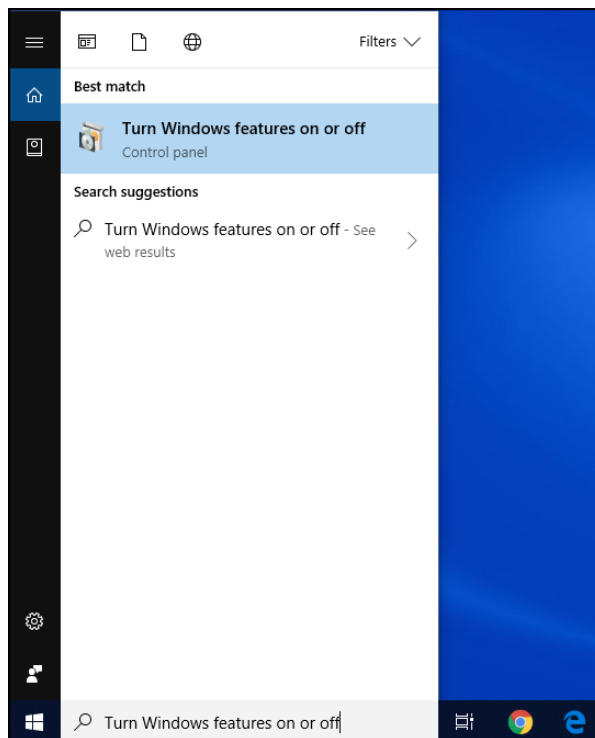 Filters
Best match
Turn Windows features on or off
Control panel
Search suggestions
Turn Windows features on or off - See
web results
Turn Windows features on or off